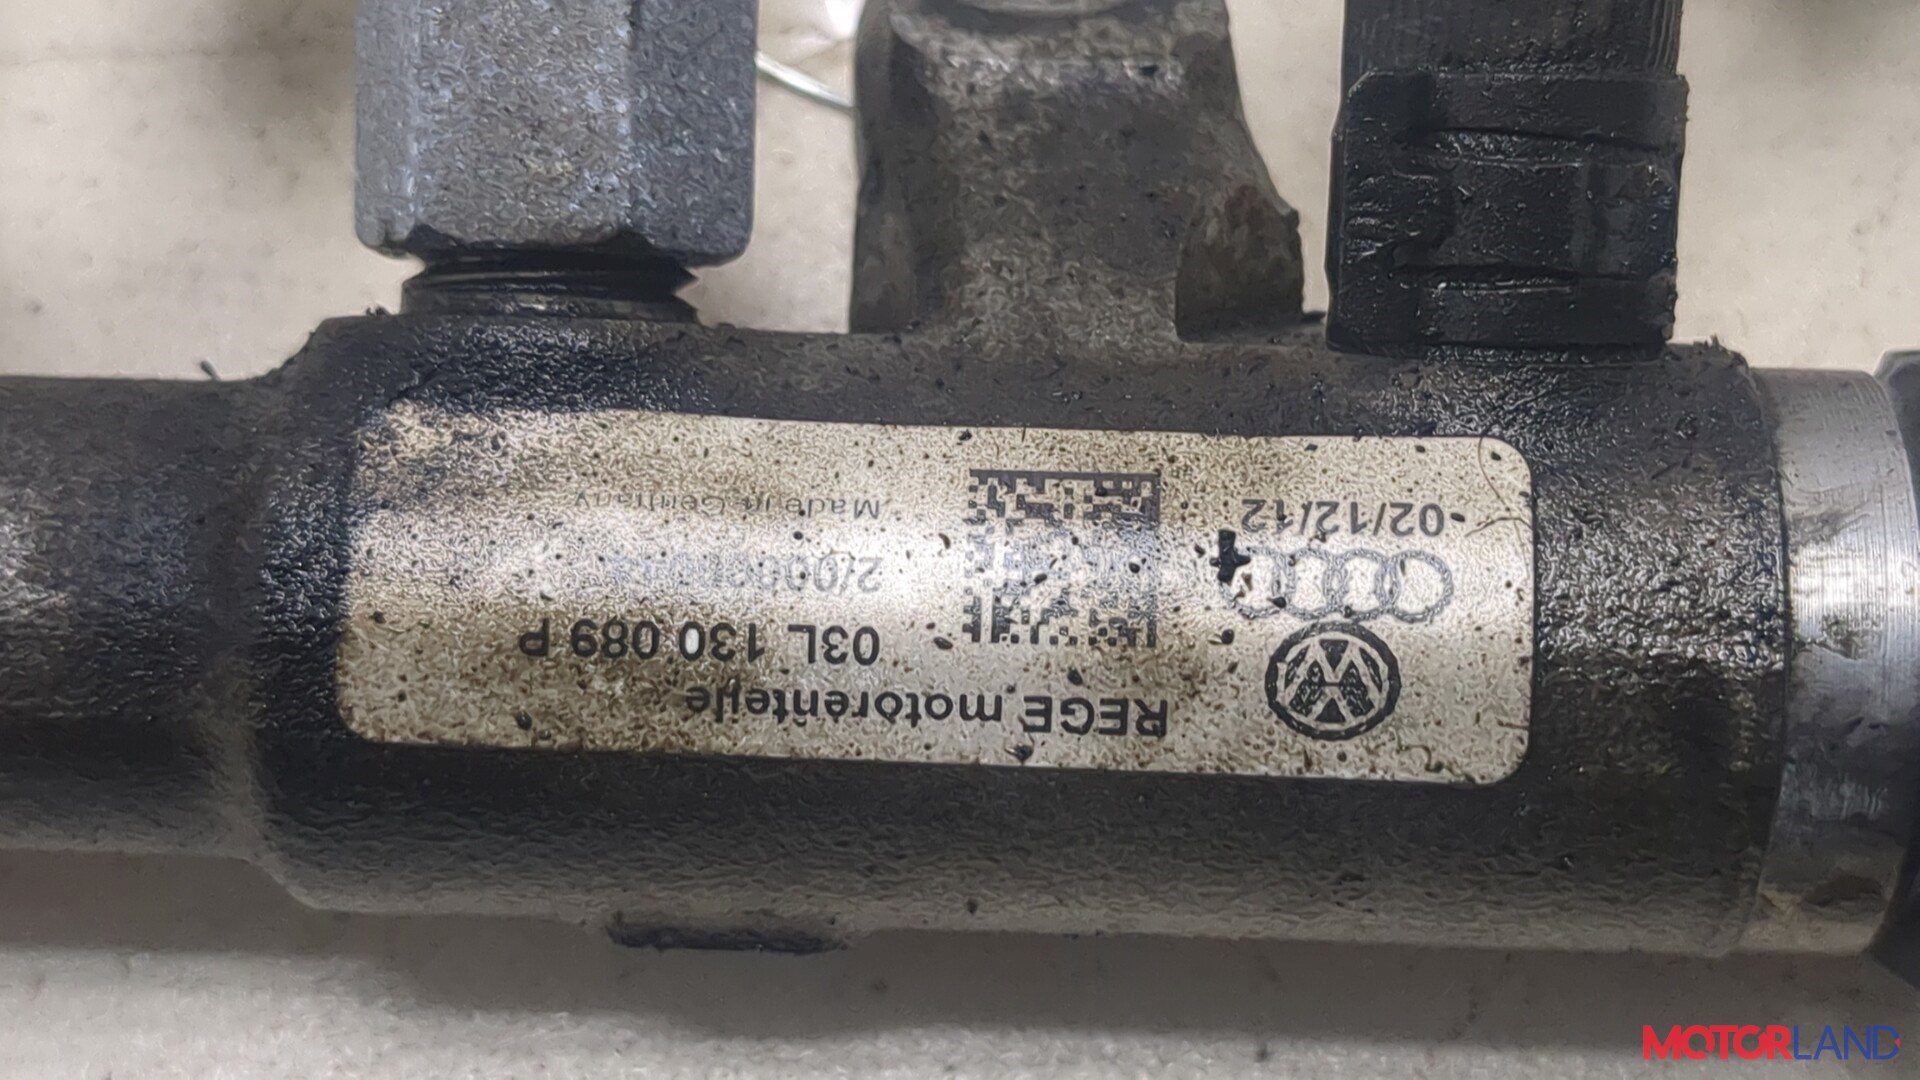 REGE motorenteile
03L 130 089 P
Made in Germany
02/12/12
MOTORLAND